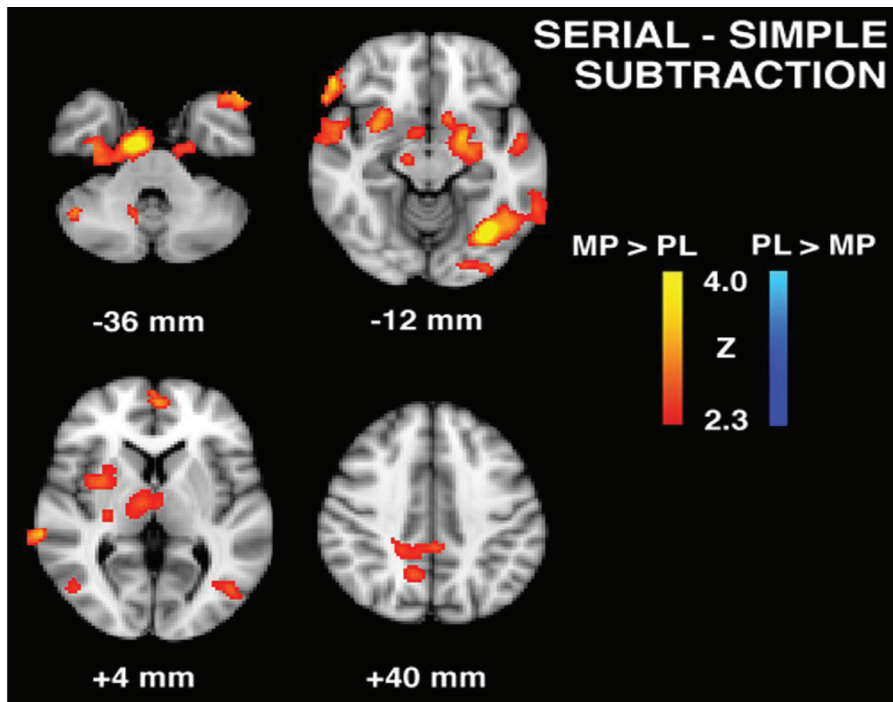 SERIAL - SIMPLE
SUBTRACTION
-36 mm
-12 mm
MP > PL
PL > MP
4.0
Z
2.3
+4 mm
+40 mm